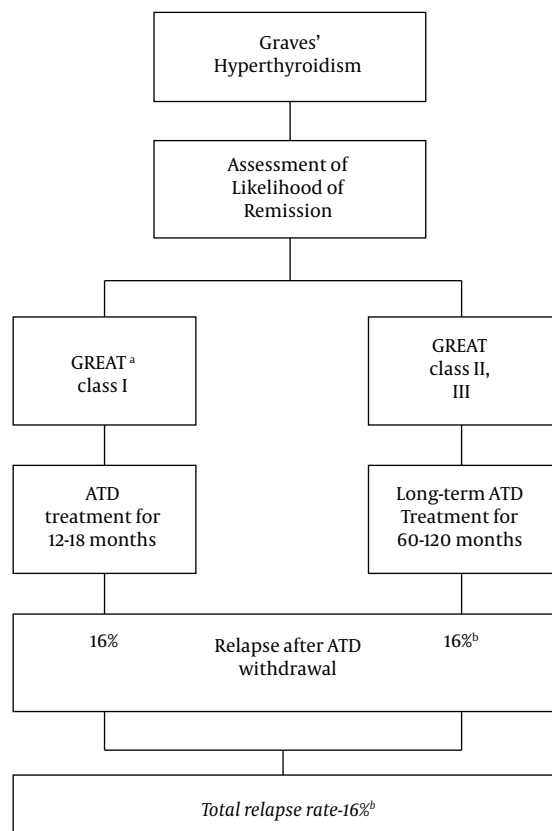 Graves'
Hyperthyroidism
Assessment of
Likelihood of
Remission
GREAT ᵃ
class I
GREAT
class II,
III
ATD
treatment for
12-18 months
Long-term ATD
Treatment for
60-120 months
16%
Relapse after ATD
withdrawal
16%ᵇ
Total relapse rate-16%ᵇ